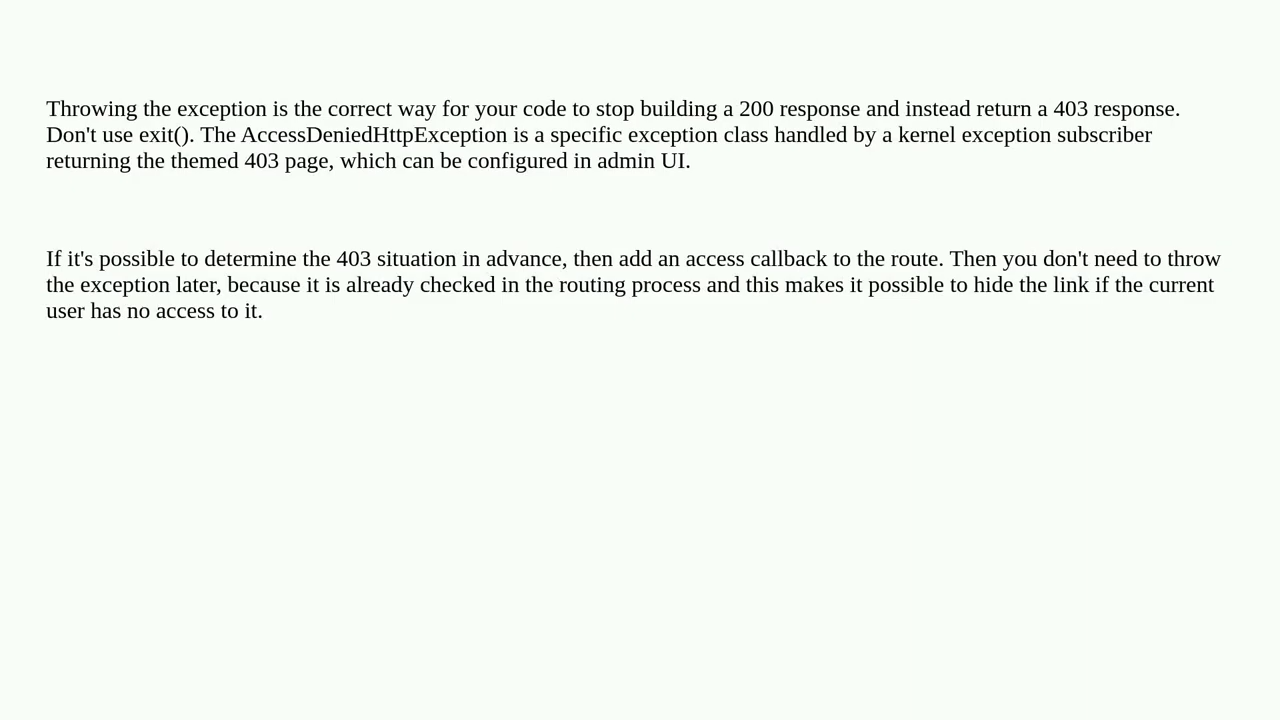 Throwing the exception is the correct way for your code to stop building a 200 response and instead return a 403 response.
Don't use exit(). The AccessDeniedHttpException is a specific exception class handled by a kernel exception subscriber
returning the themed 403 page, which can be configured in admin UI.
If it's possible to determine the 403 situation in advance, then add an access callback to the route. Then you don't need to throw
the exception later, because it is already checked in the routing process and this makes it possible to hide the link if the current
user has no access to it.